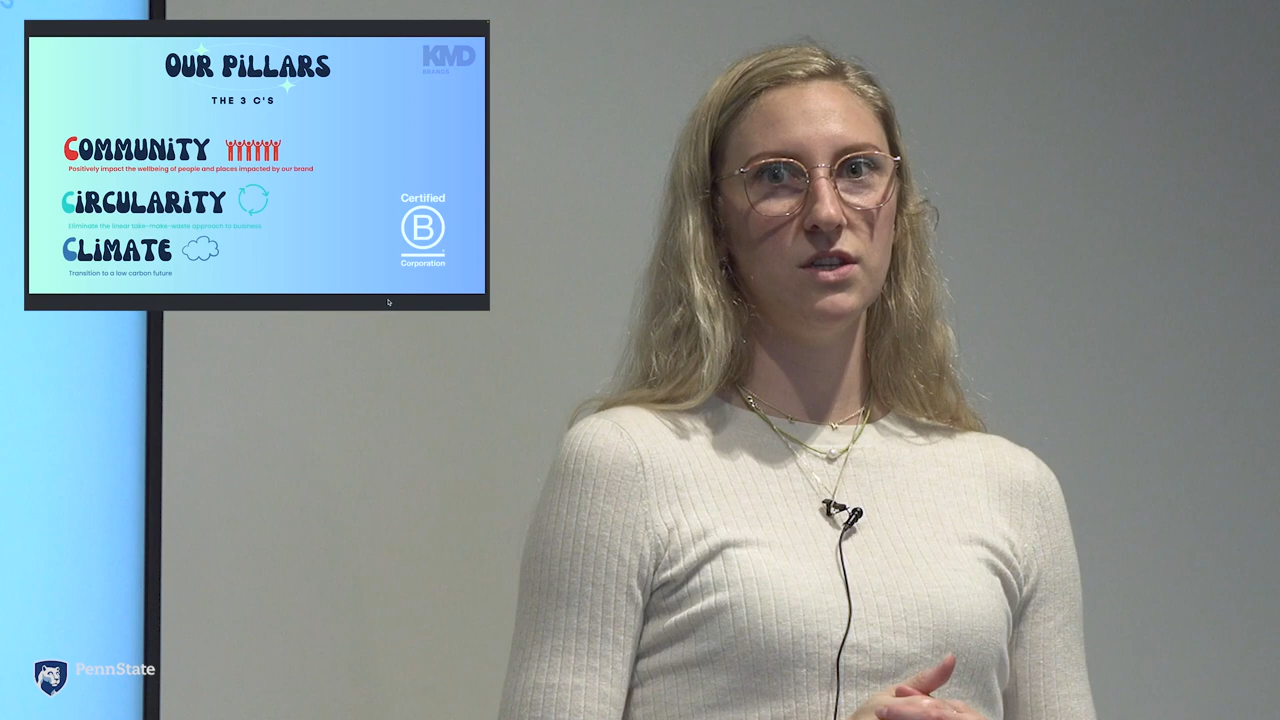 OUR PiLLARS
KMD
BRANDS
THE 3 C'S
COMMUNiTY
Positively impact the wellbeing of people and places impacted by our brand
CiRCULARiTY
Eliminate the linear take-make-waste approach to business
CLiMATE
Transition to a low carbon future
Certified
B
Corporation
PennState